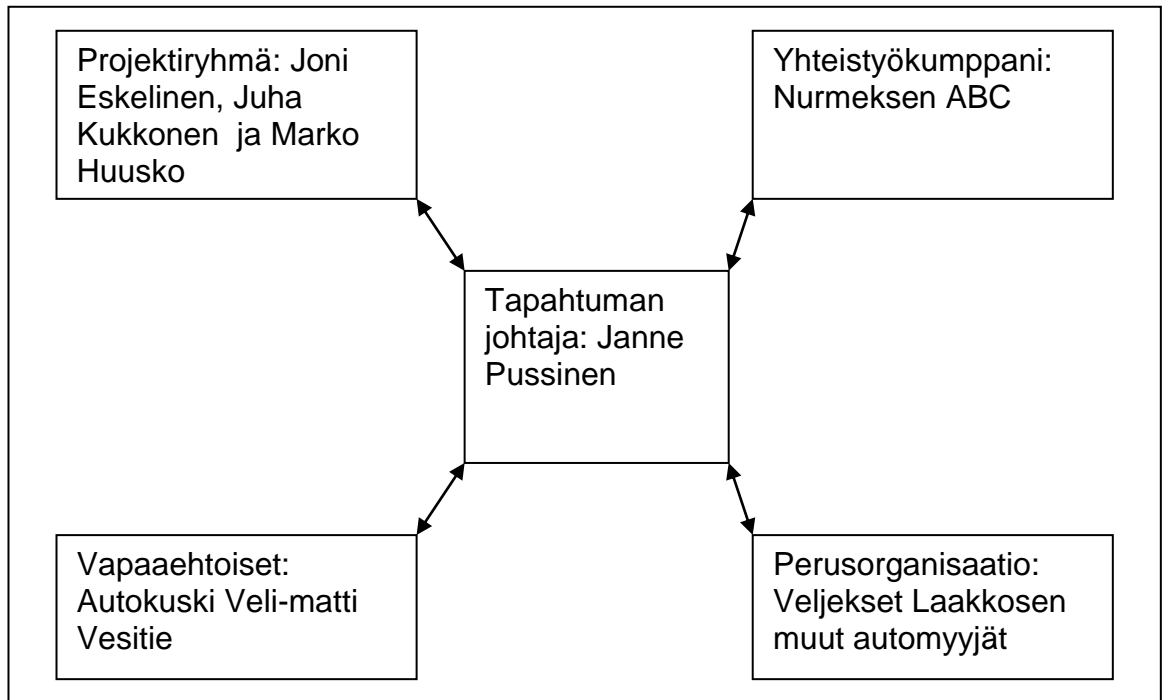 Projektiryhmä: Joni
Eskelinen, Juha
Kukkonen  ja Marko
Huusko
Yhteistyökumppani:
Nurmeksen ABC
Tapahtuman
johtaja: Janne
Pussinen
Vapaaehtoiset:
Autokuski Veli-matti
Vesitie
Perusorganisaatio:
Veljekset Laakkosen
muut automyyjät